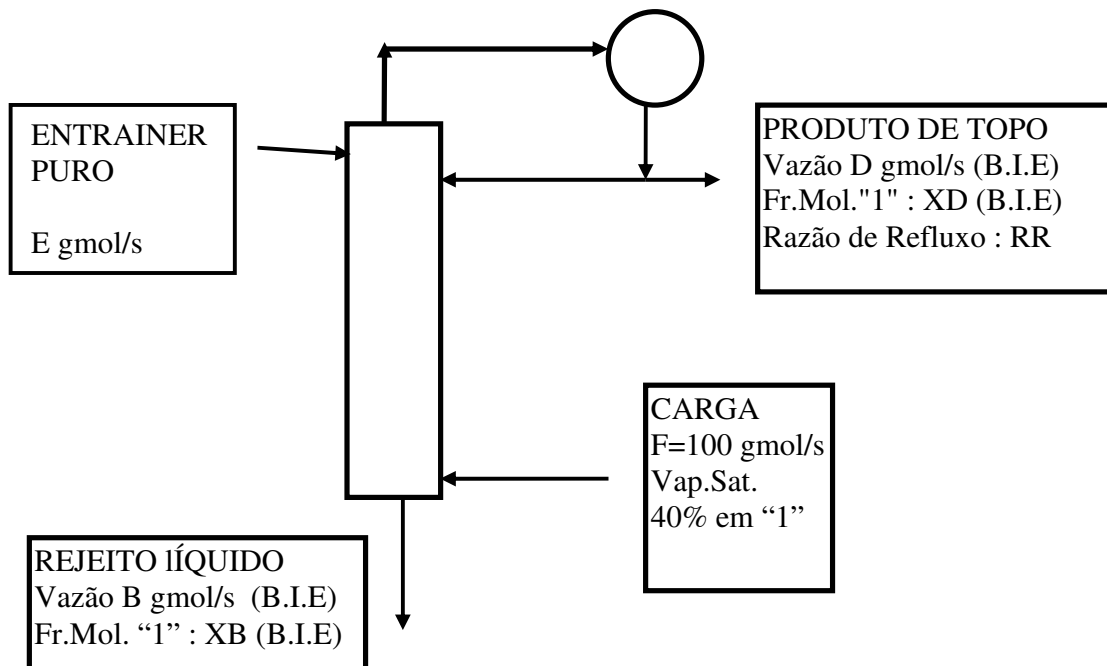 ENTRAINER
PURO
E gmol/s
PRODUTO DE TOPO
Vazão D gmol/s (B.I.E)
Fr.Mol."1" : XD (B.I.E)
Razão de Refluxo : RR
CARGA
F=100 gmol/s
Vap.Sat.
40% em “1”
REJEITO lÍQUIDO
Vazão B gmol/s (B.I.E)
Fr.Mol. “1” : XB (B.I.E)